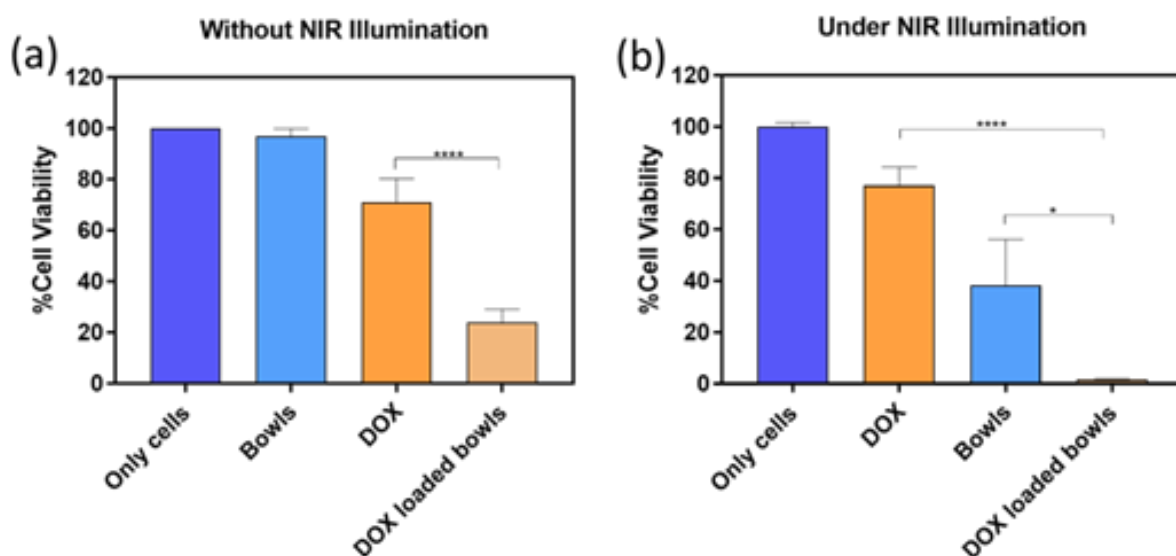 (a)
Without NIR Illumination
%Cell Viability
120
100
80
60
40
20
0
****
Only cells
Bowls
DOX
DOX loaded bowls
(b)
Under NIR Illumination
%Cell Viability
120
100
80
60
40
20
0
****
*
Only cells
DOX
Bowls
DOX loaded bowls